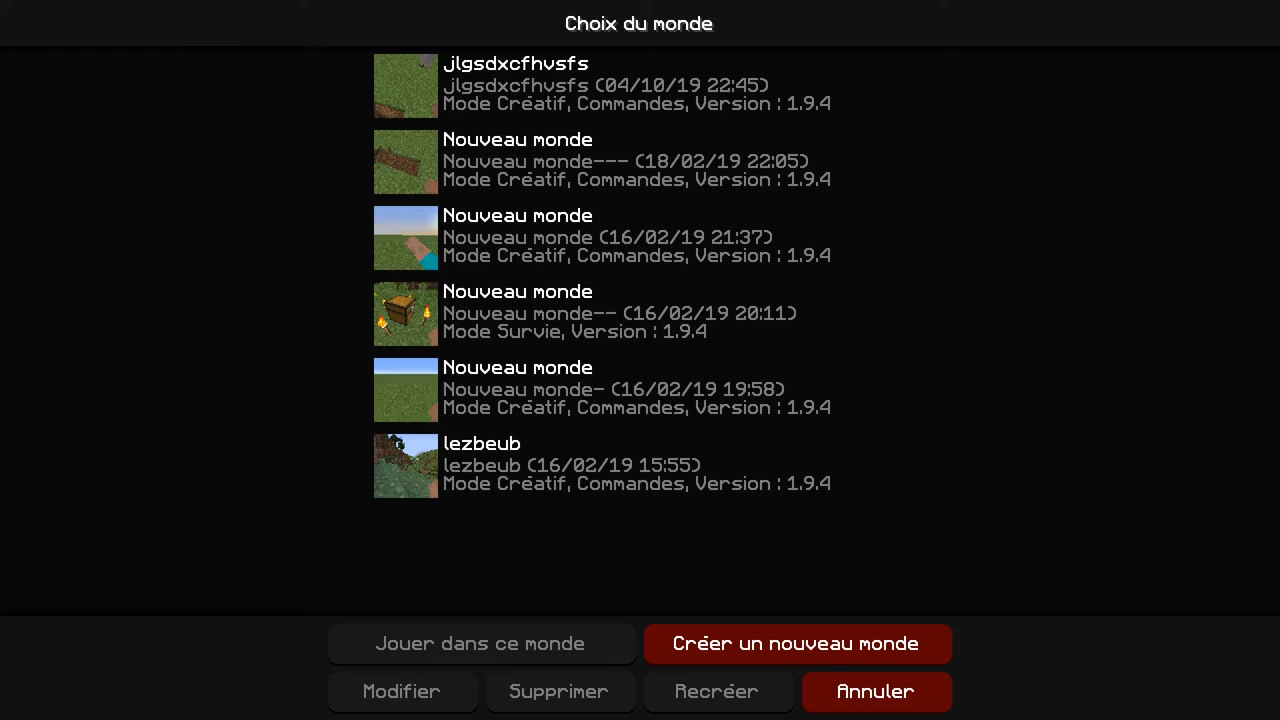 Choix du monde
jlgsdxcfhvsfs
jlgsdxcfhvsfs (04/10/19 22:45)
Mode Créatif, Commandes, Version : 1.9.4
Nouveau monde
Nouveau monde--- (18/02/19 22:05)
Mode Créatif, Commandes, Version : 1.9.4
Nouveau monde
Nouveau monde (16/02/19 21:37)
Mode Créatif, Commandes, Version : 1.9.4
Nouveau monde
Nouveau monde-- (16/02/19 20:11)
Mode Survie, Version : 1.9.4
Nouveau monde
Nouveau monde- (16/02/19 19:58)
Mode Créatif, Commandes, Version : 1.9.4
lezbeub
lezbeub (16/02/19 15:55)
Mode Créatif, Commandes, Version : 1.9.4
Jouer dans ce monde Créer un nouveau monde
Modifier Supprimer Recréer Annuler